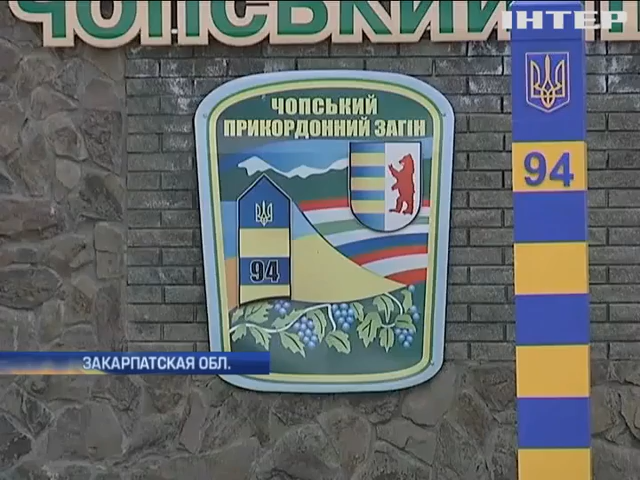 ЧОПСЬКИЙ П
ІНТЕР
ЧОПСЬКИЙ
ПРИКОРДОННИЙ ЗАГІН
94
94
ЗАКАРПАТСКАЯ ОБЛ.